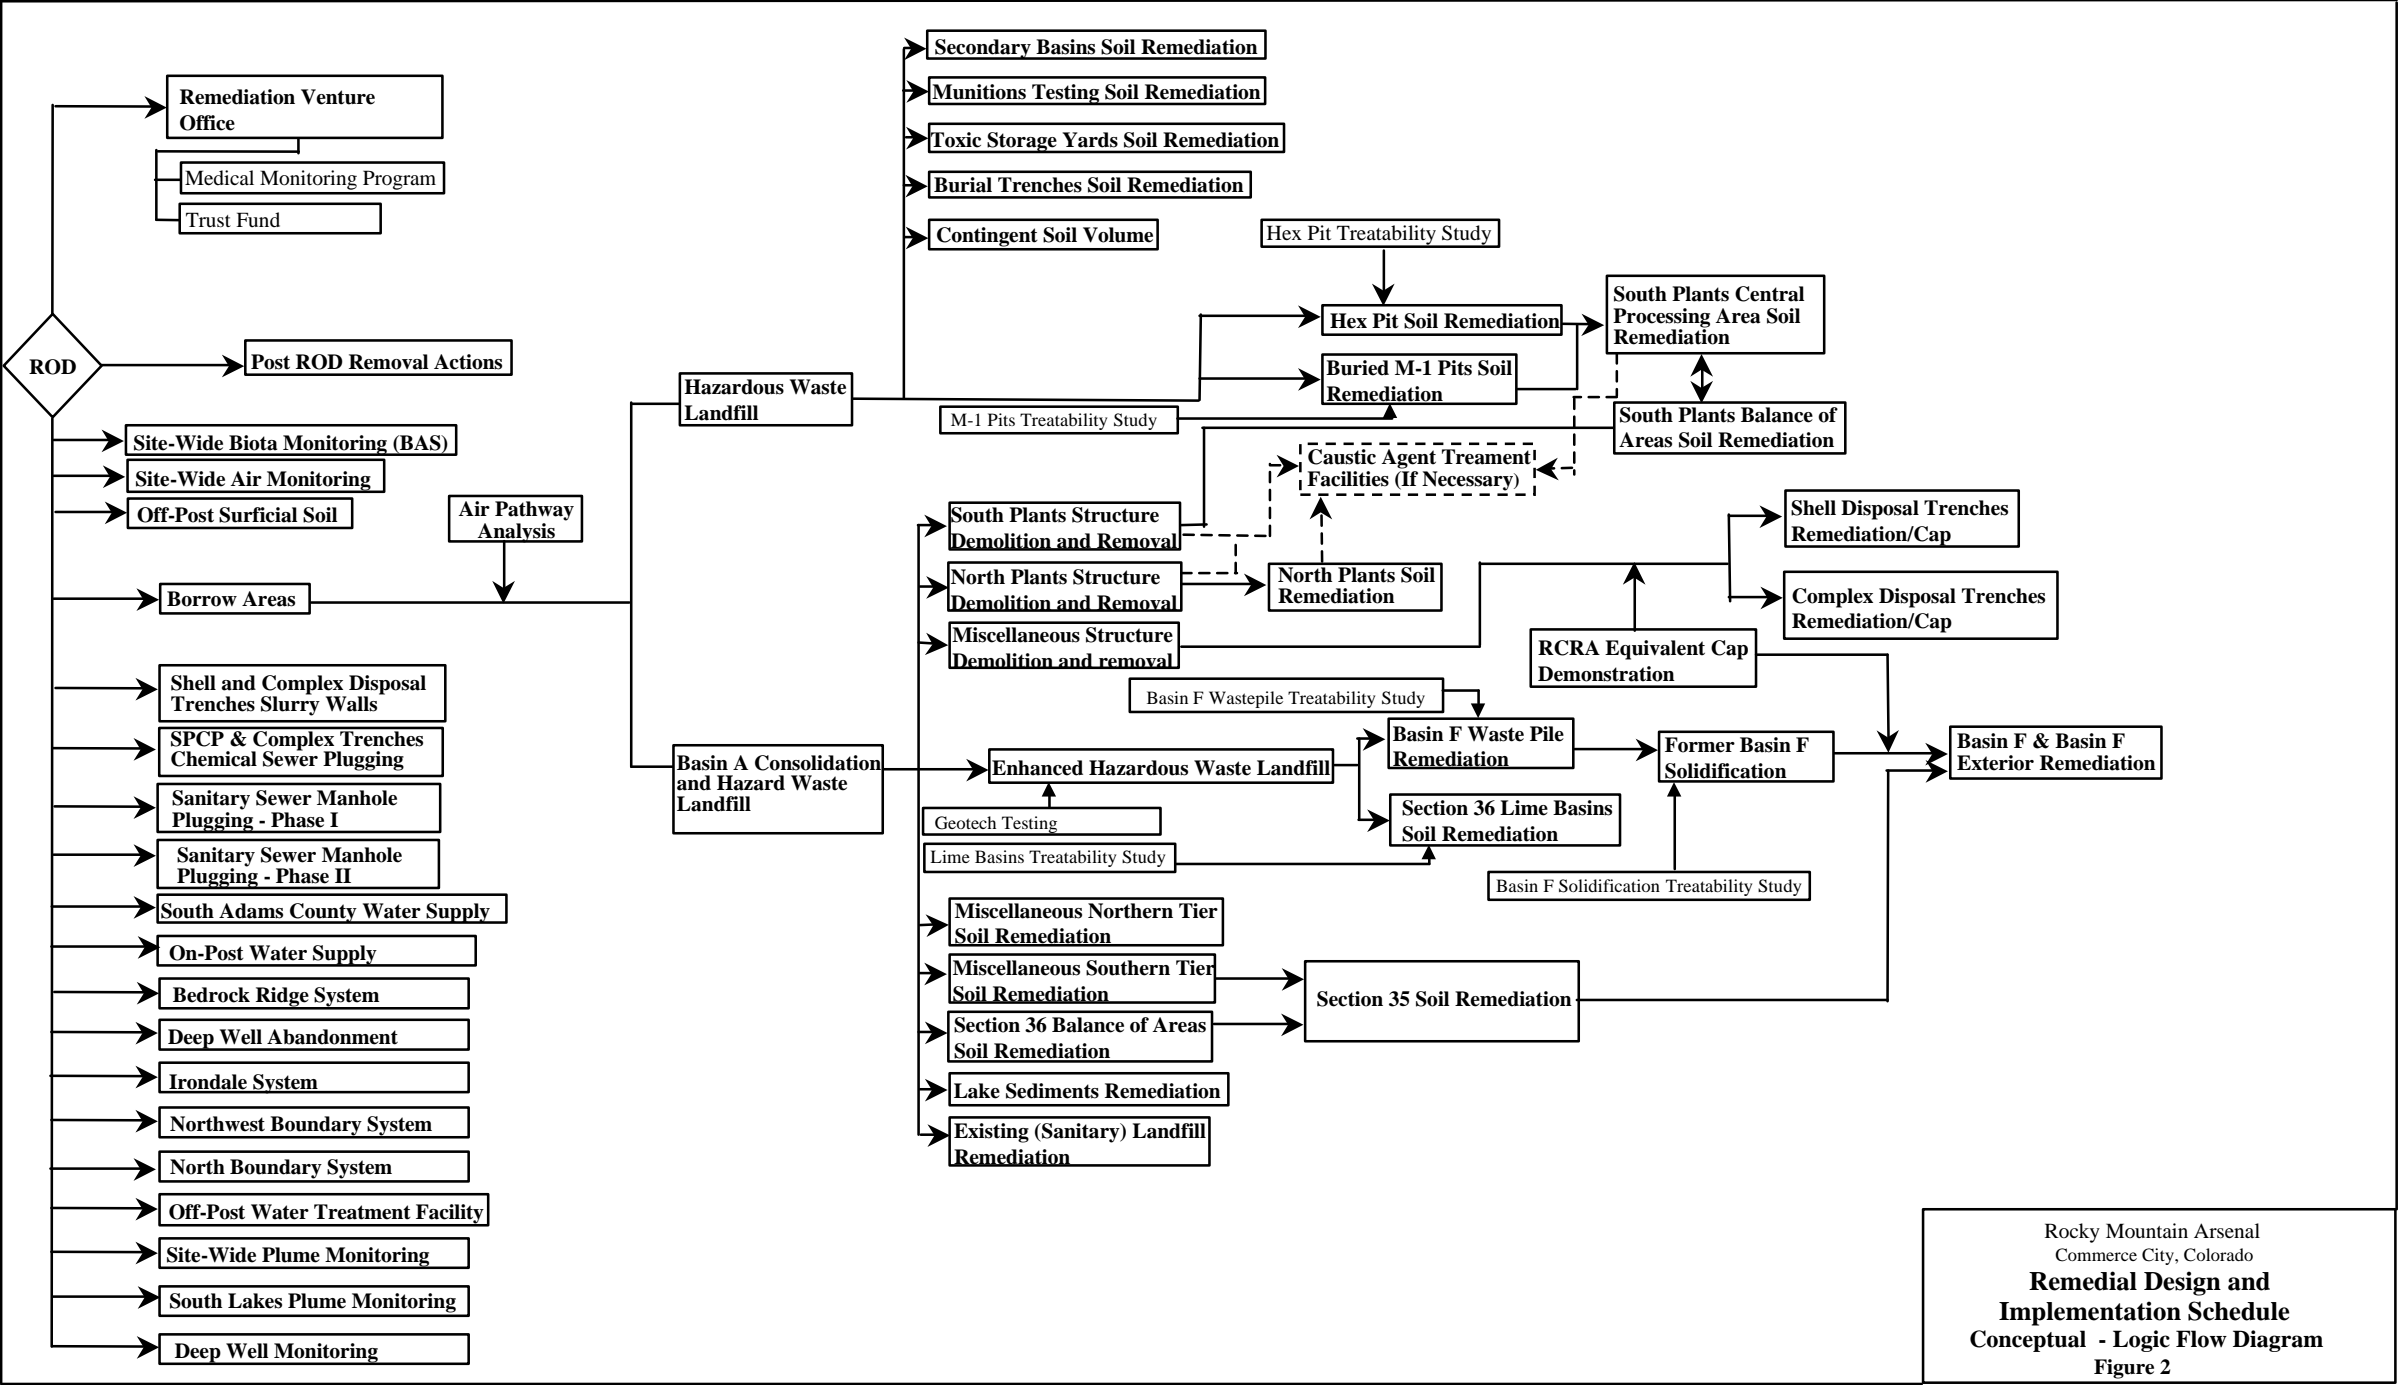 Remediation Venture
Office
Medical Monitoring Program
Trust Fund
ROD
Post ROD Removal Actions
Site-Wide Biota Monitoring (BAS)
Site-Wide Air Monitoring
Off-Post Surficial Soil
Air Pathway
Analysis
Borrow Areas
Shell and Complex Disposal
Trenches Slurry Walls
SPCP & Complex Trenches
Chemical Sewer Plugging
Sanitary Sewer Manhole
Plugging - Phase I
Sanitary Sewer Manhole
Plugging - Phase II
South Adams County Water Supply
On-Post Water Supply
Bedrock Ridge System
Deep Well Abandonment
Irondale System
Northwest Boundary System
North Boundary System
Off-Post Water Treatment Facility
Site-Wide Plume Monitoring
South Lakes Plume Monitoring
Deep Well Monitoring
Hazardous Waste
Landfill
Basin A Consolidation
and Hazard Waste
Landfill
Secondary Basins Soil Remediation
Munitions Testing Soil Remediation
Toxic Storage Yards Soil Remediation
Burial Trenches Soil Remediation
Contingent Soil Volume
Hex Pit Treatability Study
Hex Pit Soil Remediation
Buried M-1 Pits Soil
Remediation
M-1 Pits Treatability Study
South Plants Central
Processing Area Soil
Remediation
South Plants Balance of
Areas Soil Remediation
Caustic Agent Treament
Facilities (If Necessary)
South Plants Structure
Demolition and Removal
North Plants Structure
Demolition and Removal
North Plants Soil
Remediation
Miscellaneous Structure
Demolition and removal
Shell Disposal Trenches
Remediation/Cap
Complex Disposal Trenches
Remediation/Cap
RCRA Equivalent Cap
Demonstration
Basin F Wastepile Treatability Study
Basin F Waste Pile
Remediation
Enhanced Hazardous Waste Landfill
Former Basin F
Solidification
Basin F & Basin F
Exterior Remediation
Geotech Testing
Section 36 Lime Basins
Soil Remediation
Lime Basins Treatability Study
Basin F Solidification Treatability Study
Miscellaneous Northern Tier
Soil Remediation
Miscellaneous Southern Tier
Soil Remediation
Section 36 Balance of Areas
Soil Remediation
Section 35 Soil Remediation
Lake Sediments Remediation
Existing (Sanitary) Landfill
Remediation
Rocky Mountain Arsenal
Commerce City, Colorado
Remedial Design and
Implementation Schedule
Conceptual - Logic Flow Diagram
Figure 2